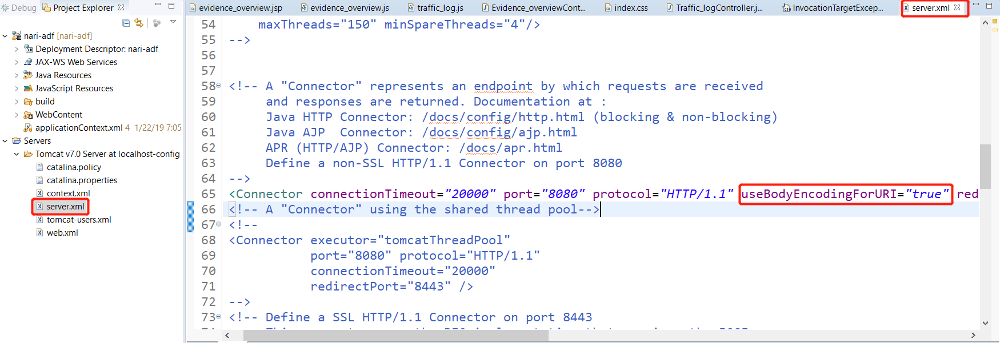 Debug Project Explorer
nari-adf [nari-adf]
Deployment Descriptor: nari-adf
JAX-WS Web Services
Java Resources
JavaScript Resources
build
WebContent
applicationContext.xml 4 1/22/19 7:05
Servers
Tomcat v7.0 Server at localhost-config
catalina.policy
catalina.properties
context.xml
server.xml
tomcat-users.xml
web.xml
evidence_overview.jsp evidence_overview.js traffic_log.js Evidence_overviewCont... index.css Traffic_logController.j... InvocationTargetExcep... server.xml
54 maxThreads="150" minSpareThreads="4"/>
55 -->
56
57
58 <!-- A "Connector" represents an endpoint by which requests are received
59 and responses are returned. Documentation at :
60 Java HTTP Connector: /docs/config/http.html (blocking & non-blocking)
61 Java AJP  Connector: /docs/config/ajp.html
62 APR (HTTP/AJP) Connector: /docs/apr.html
63 Define a non-SSL HTTP/1.1 Connector on port 8080
64 -->
65 <Connector connectionTimeout="20000" port="8080" protocol="HTTP/1.1" useBodyEncodingForURI="true" red
66 <!-- A "Connector" using the shared thread pool-->
67 <!--
68 <Connector executor="tomcatThreadPool"
69 port="8080" protocol="HTTP/1.1"
70 connectionTimeout="20000"
71 redirectPort="8443" />
72 -->
73 <!-- Define a SSL HTTP/1.1 Connector on port 8443